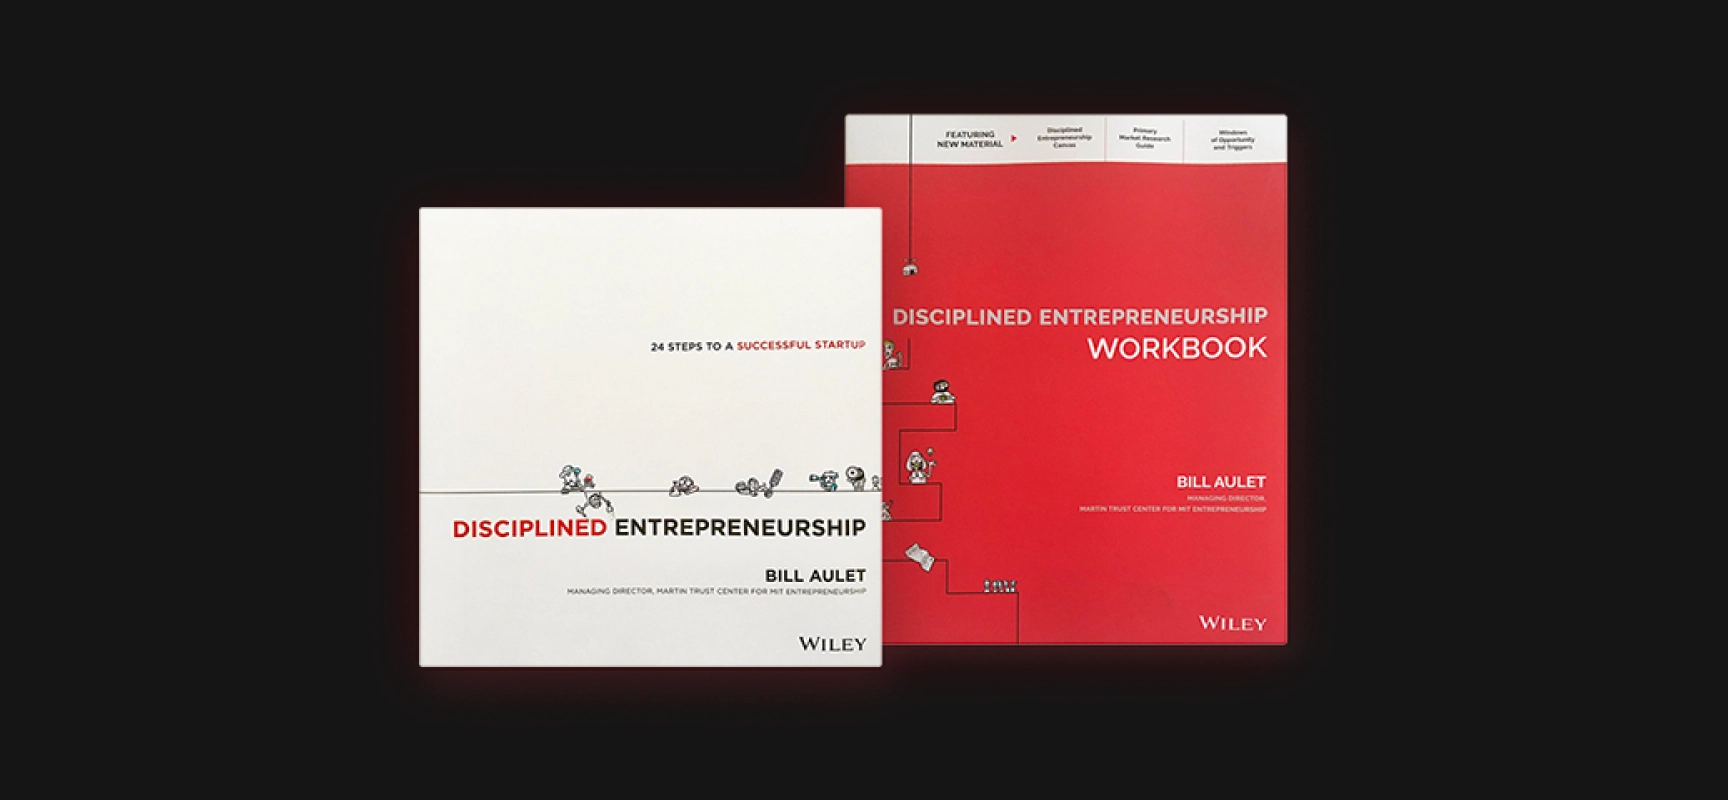 24 STEPS TO A SUCCESSFUL STARTUP
DISCIPLINED ENTREPRENEURSHIP
BILL AULET
MANAGING DIRECTOR, MARTIN TRUST CENTER FOR MIT ENTREPRENEURSHIP
WILEY
FEATURING
NEW MATERIAL
Disciplined
Entrepreneurship
Canvas
Primary
Market Research
Guide
Windows
of Opportunity
and Triggers
DISCIPLINED ENTREPRENEURSHIP
WORKBOOK
BILL AULET
MANAGING DIRECTOR,
MARTIN TRUST CENTER FOR MIT ENTREPRENEURSHIP
WILEY